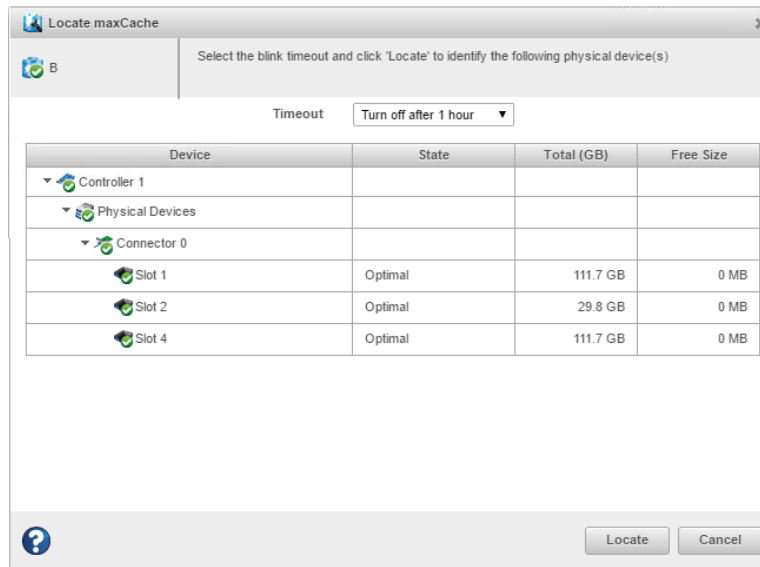 Locate maxCache
B
Select the blink timeout and click 'Locate' to identify the following physical device(s)
Timeout Turn off after 1 hour
Device State Total (GB) Free Size
Controller 1
Physical Devices
Connector 0
Slot 1 Optimal 111.7 GB 0 MB
Slot 2 Optimal 29.8 GB 0 MB
Slot 4 Optimal 111.7 GB 0 MB
? Locate Cancel